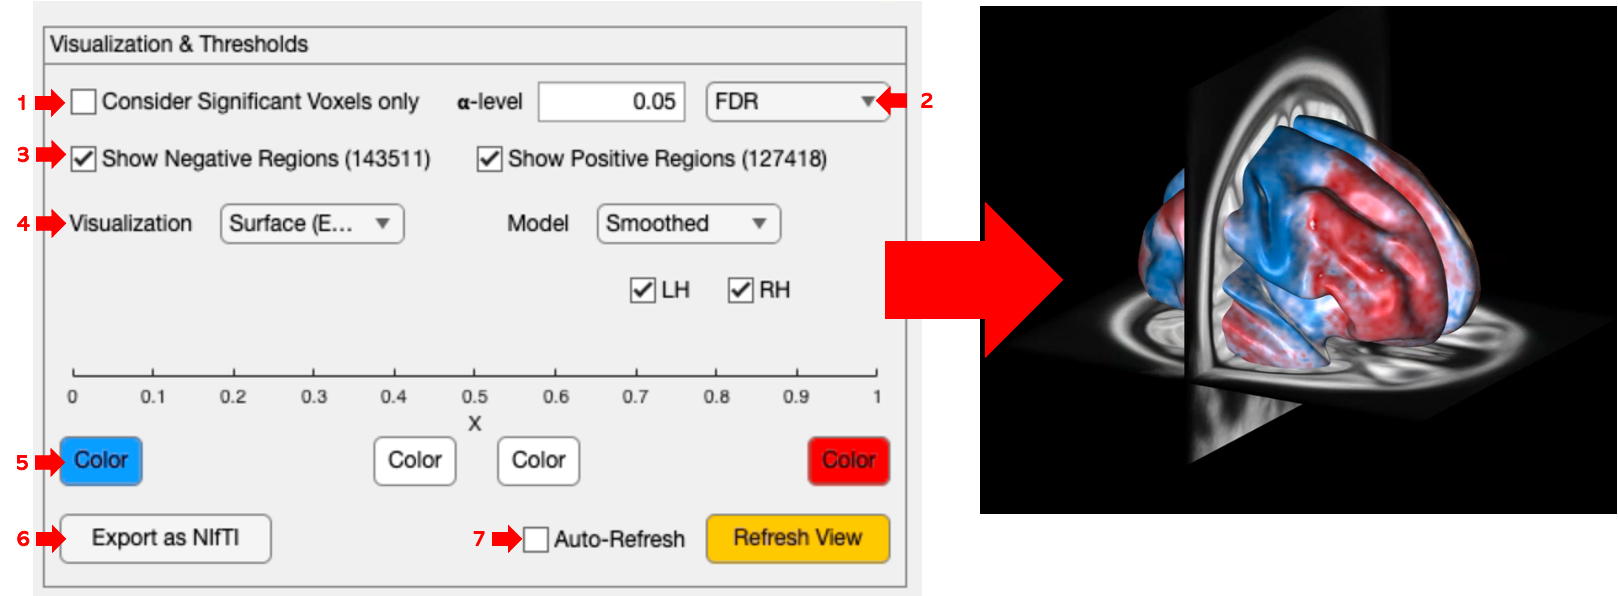 Visualization & Thresholds
1 Consider Significant Voxels only α-level 0.05 FDR 2
3 Show Negative Regions (143511) Show Positive Regions (127418)
4 Visualization Surface (E... Model Smoothed
LH RH
0 0.1 0.2 0.3 0.4 0.5 0.6 0.7 0.8 0.9 1
X
5 Color Color Color Color
6 Export as NIfTI 7 Auto-Refresh Refresh View